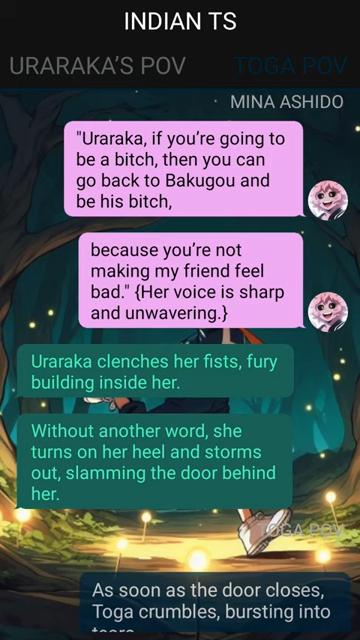 INDIAN TS
URARAKA'S POV
TOGA POV
MINA ASHIDO
"Uraraka, if you're going to
be a bitch, then you can
go back to Bakugou and
be his bitch,
because you're not
making my friend feel
bad." {Her voice is sharp
and unwavering.}
Uraraka clenches her fists, fury
building inside her.
Without another word, she
turns on her heel and storms
out, slamming the door behind
her.
TOGA POV
As soon as the door closes,
Toga crumbles, bursting into
tears